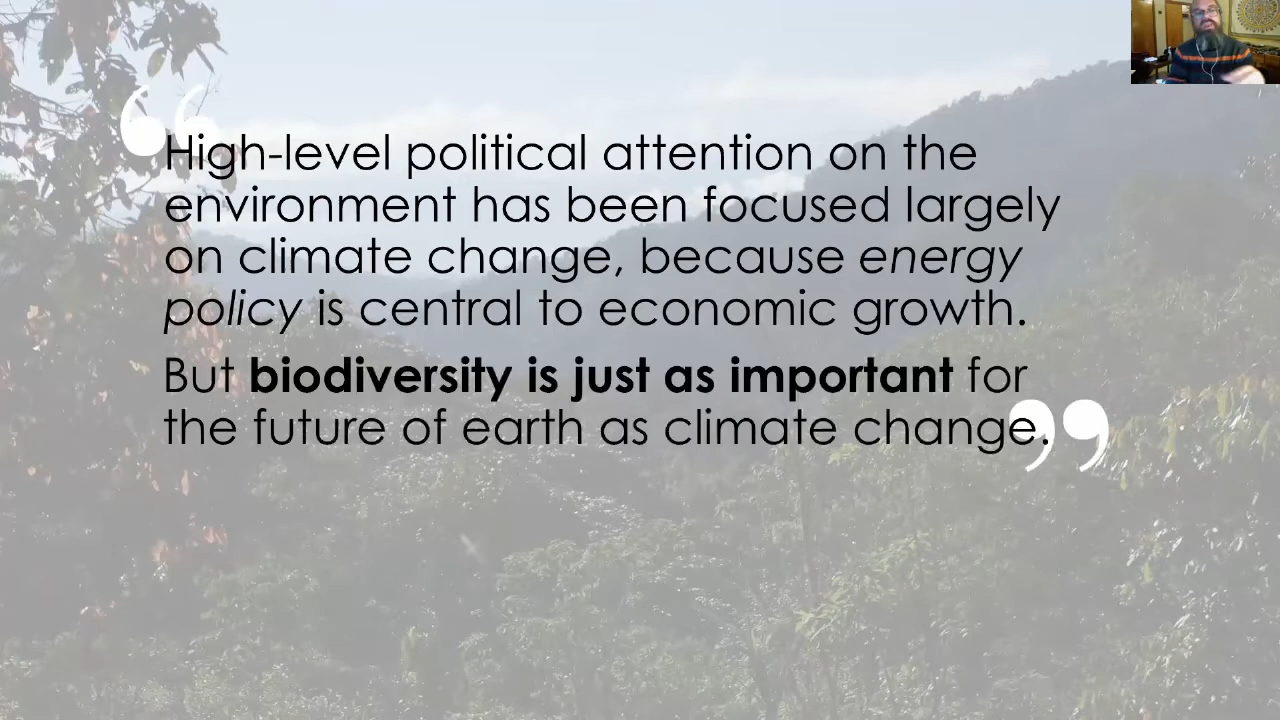 “
High-level political attention on the
environment has been focused largely
on climate change, because energy
policy is central to economic growth.
But biodiversity is just as important for
the future of earth as climate change.
”